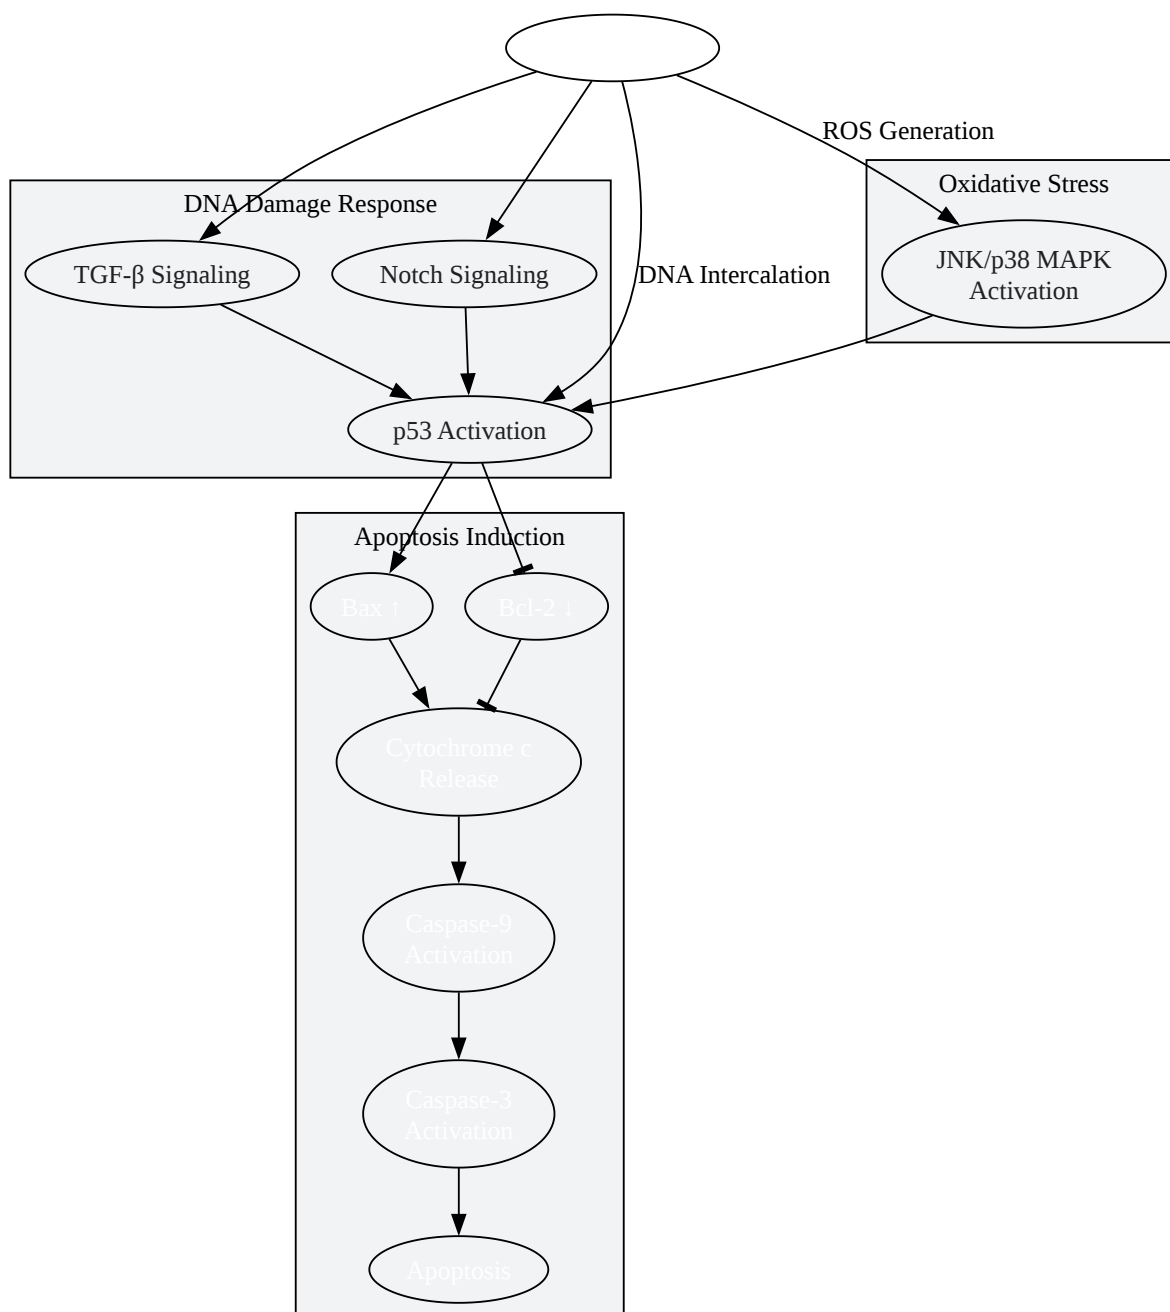 ROS Generation
Oxidative Stress
DNA Damage Response
TGF-β Signaling
Notch Signaling
DNA Intercalation
JNK/p38 MAPK
Activation
p53 Activation
Apoptosis Induction
Bax ↑
Bcl-2 ↓
Cytochrome c
Release
Caspase-9
Activation
Caspase-3
Activation
Apoptosis